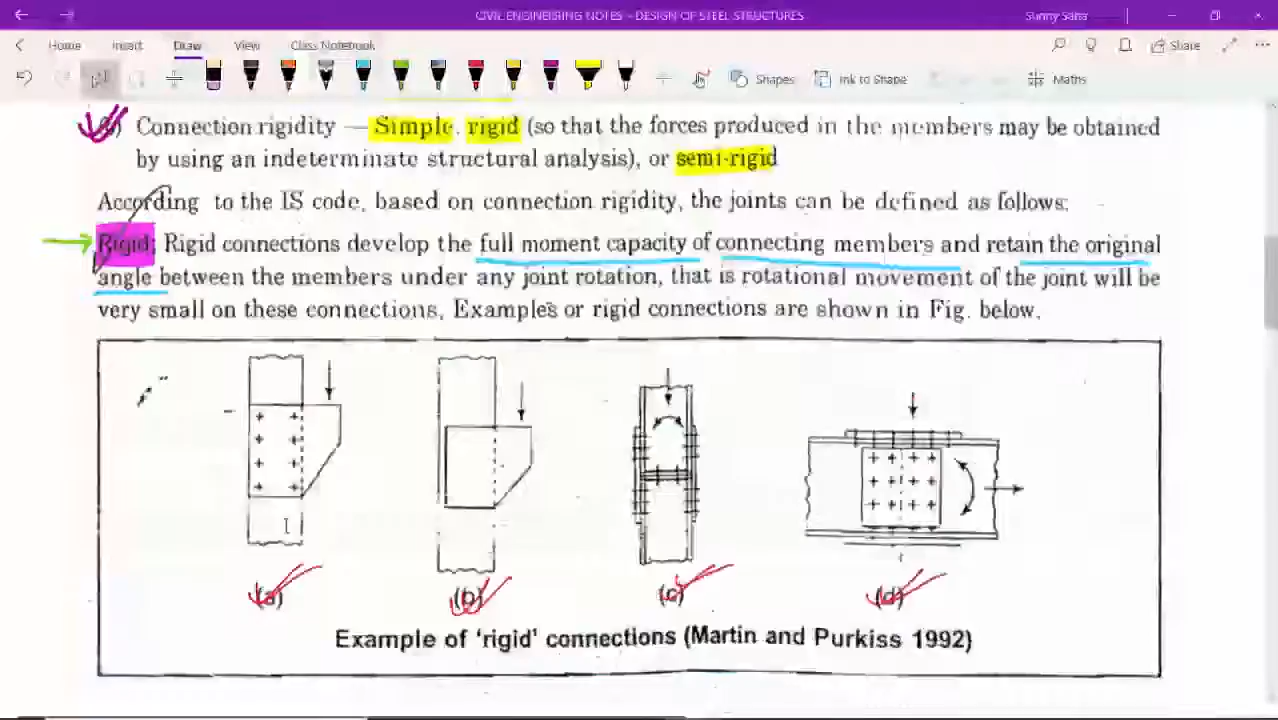 CIVIL ENGINEERING NOTES - DESIGN OF STEEL STRUCTURES
Sunny Saha
Home Insert Draw View Class Notebook
Share
Shapes Ink to Shape Maths
Connection rigidity — Simple, rigid (so that the forces produced in the members may be obtained
by using an indeterminate structural analysis), or semi-rigid
According to the IS code, based on connection rigidity, the joints can be defined as follows:
Rigid: Rigid connections develop the full moment capacity of connecting members and retain the original
angle between the members under any joint rotation, that is rotational movement of the joint will be
very small on these connections. Examples or rigid connections are shown in Fig. below.
(a) (b) (c) (d)
Example of 'rigid' connections (Martin and Purkiss 1992)